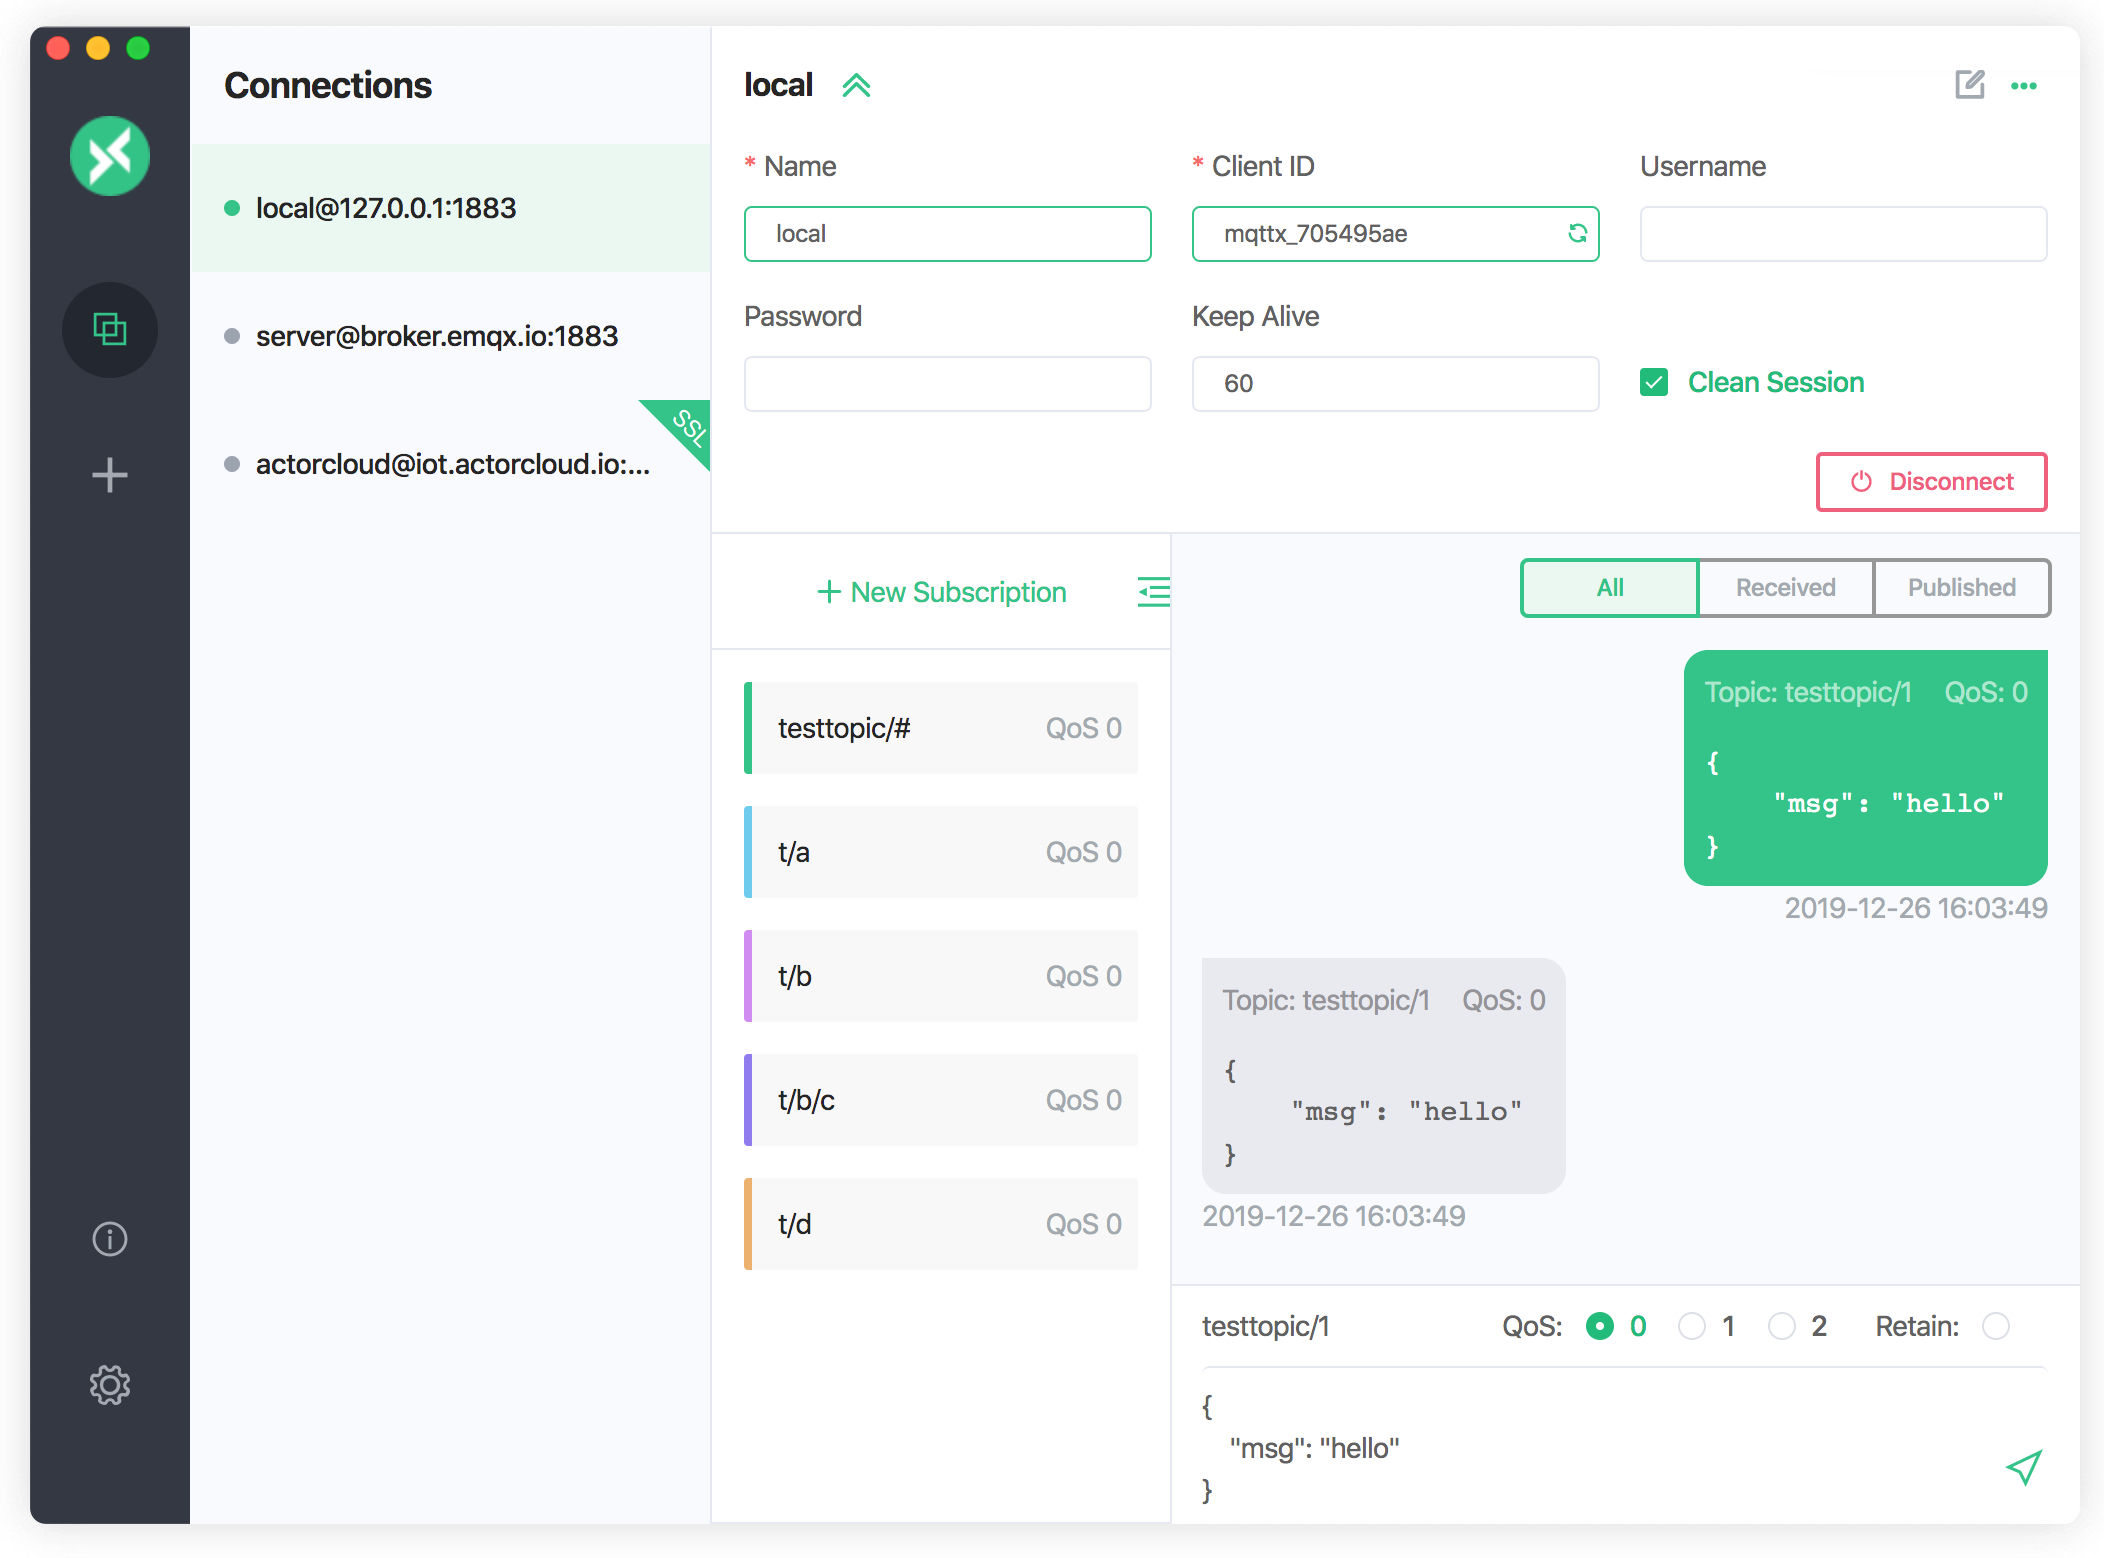 Connections
local@127.0.0.1:1883
server@broker.emqx.io:1883
SSL
actorcloud@iot.actorcloud.io:...
local
* Name
* Client ID
Username
local
mqttx_705495ae
Password
Keep Alive
60
Clean Session
Disconnect
+ New Subscription
testtopic/# QoS 0
t/a QoS 0
t/b QoS 0
t/b/c QoS 0
t/d QoS 0
All Received Published
Topic: testtopic/1 QoS: 0
{
"msg": "hello"
}
2019-12-26 16:03:49
Topic: testtopic/1 QoS: 0
{
"msg": "hello"
}
2019-12-26 16:03:49
testtopic/1 QoS: 0 1 2 Retain:
{
"msg": "hello"
}